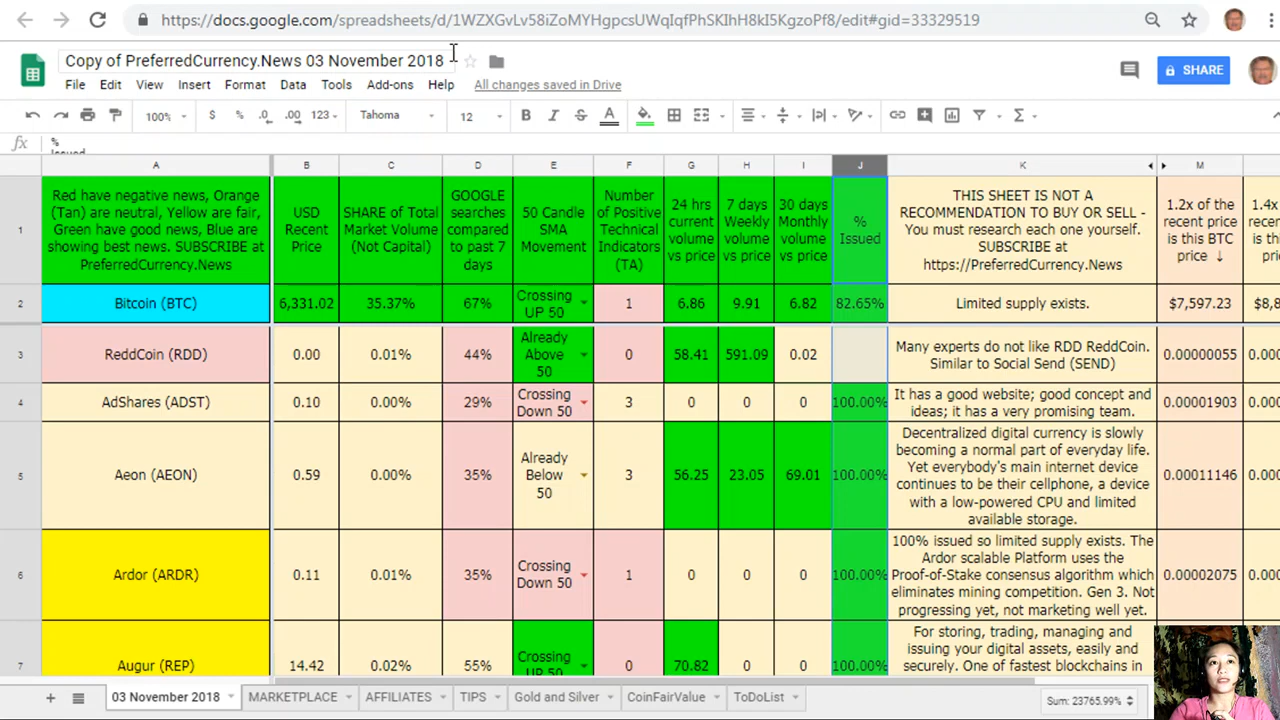 https://docs.google.com/spreadsheets/d/1WZXGvLv58iZoMYHgpcsUWqIqfPhSKIhH8kI5KgzoPf8/edit#gid=33329519
Copy of PreferredCurrency.News 03 November 2018
SHARE
File Edit View Insert Format Data Tools Add-ons Help All changes saved in Drive
100% $ % .0 .00 123 Tahoma 12 B I S A
fx %
Issued
A B C D E F G H I J K M
1
Red have negative news, Orange
(Tan) are neutral, Yellow are fair,
Green have good news, Blue are
showing best news. SUBSCRIBE at
PreferredCurrency.News
USD
Recent
Price
SHARE of Total
Market Volume
(Not Capital)
GOOGLE
searches
compared
to past 7
days
50 Candle
SMA
Movement
Number
of Positive
Technical
Indicators
(TA)
24 hrs
current
volume
vs price
7 days
Weekly
volume
vs price
30 days
Monthly
volume
vs price
%
Issued
THIS SHEET IS NOT A
RECOMMENDATION TO BUY OR SELL -
You must research each one yourself.
SUBSCRIBE at
https://PreferredCurrency.News
1.2x of the
recent price
is this BTC
price ↓
1.4x
2 Bitcoin (BTC) 6,331.02 35.37% 67%
Crossing
UP 50
1 6.86 9.91 6.82 82.65% Limited supply exists. $7,597.23
3 ReddCoin (RDD) 0.00 0.01% 44%
Already
Above
50
0 58.41 591.09 0.02
Many experts do not like RDD ReddCoin.
Similar to Social Send (SEND)
0.00000055
4 AdShares (ADST) 0.10 0.00% 29%
Crossing
Down 50
3 0 0 0 100.00%
It has a good website; good concept and
ideas; it has a very promising team.
0.00001903
5 Aeon (AEON) 0.59 0.00% 35%
Already
Below
50
3 56.25 23.05 69.01 100.00%
Decentralized digital currency is slowly
becoming a normal part of everyday life.
Yet everybody's main internet device
continues to be their cellphone, a device
with a low-powered CPU and limited
available storage.
0.00011146
6 Ardor (ARDR) 0.11 0.01% 35%
Crossing
Down 50
1 0 0 0 100.00%
100% issued so limited supply exists. The
Ardor scalable Platform uses the
Proof-of-Stake consensus algorithm which
eliminates mining competition. Gen 3. Not
progressing yet, not marketing well yet.
0.00002075
7 Augur (REP) 14.42 0.02% 55%
Crossing
UP 50
0 70.82 0 0 100.00%
For storing, trading, managing and
issuing your digital assets, easily and
securely. One of fastest blockchains in
03 November 2018 MARKETPLACE AFFILIATES TIPS Gold and Silver CoinFairValue ToDoList Sum: 23765.99%